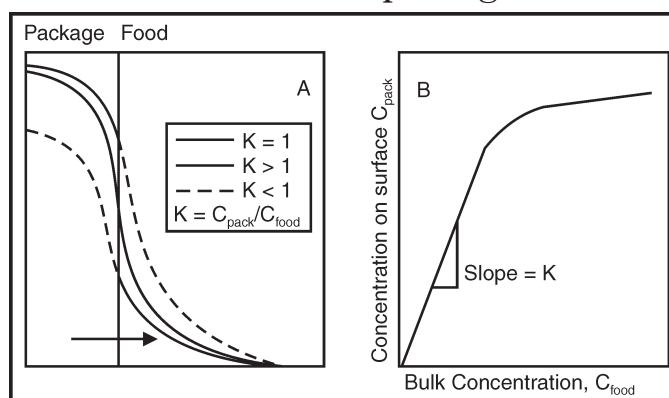 Package Food
A
K = 1
K > 1
K < 1
K = Cpack/Cfood
B
Concentration on surface Cpack
Slope = K
Bulk Concentration, Cfood